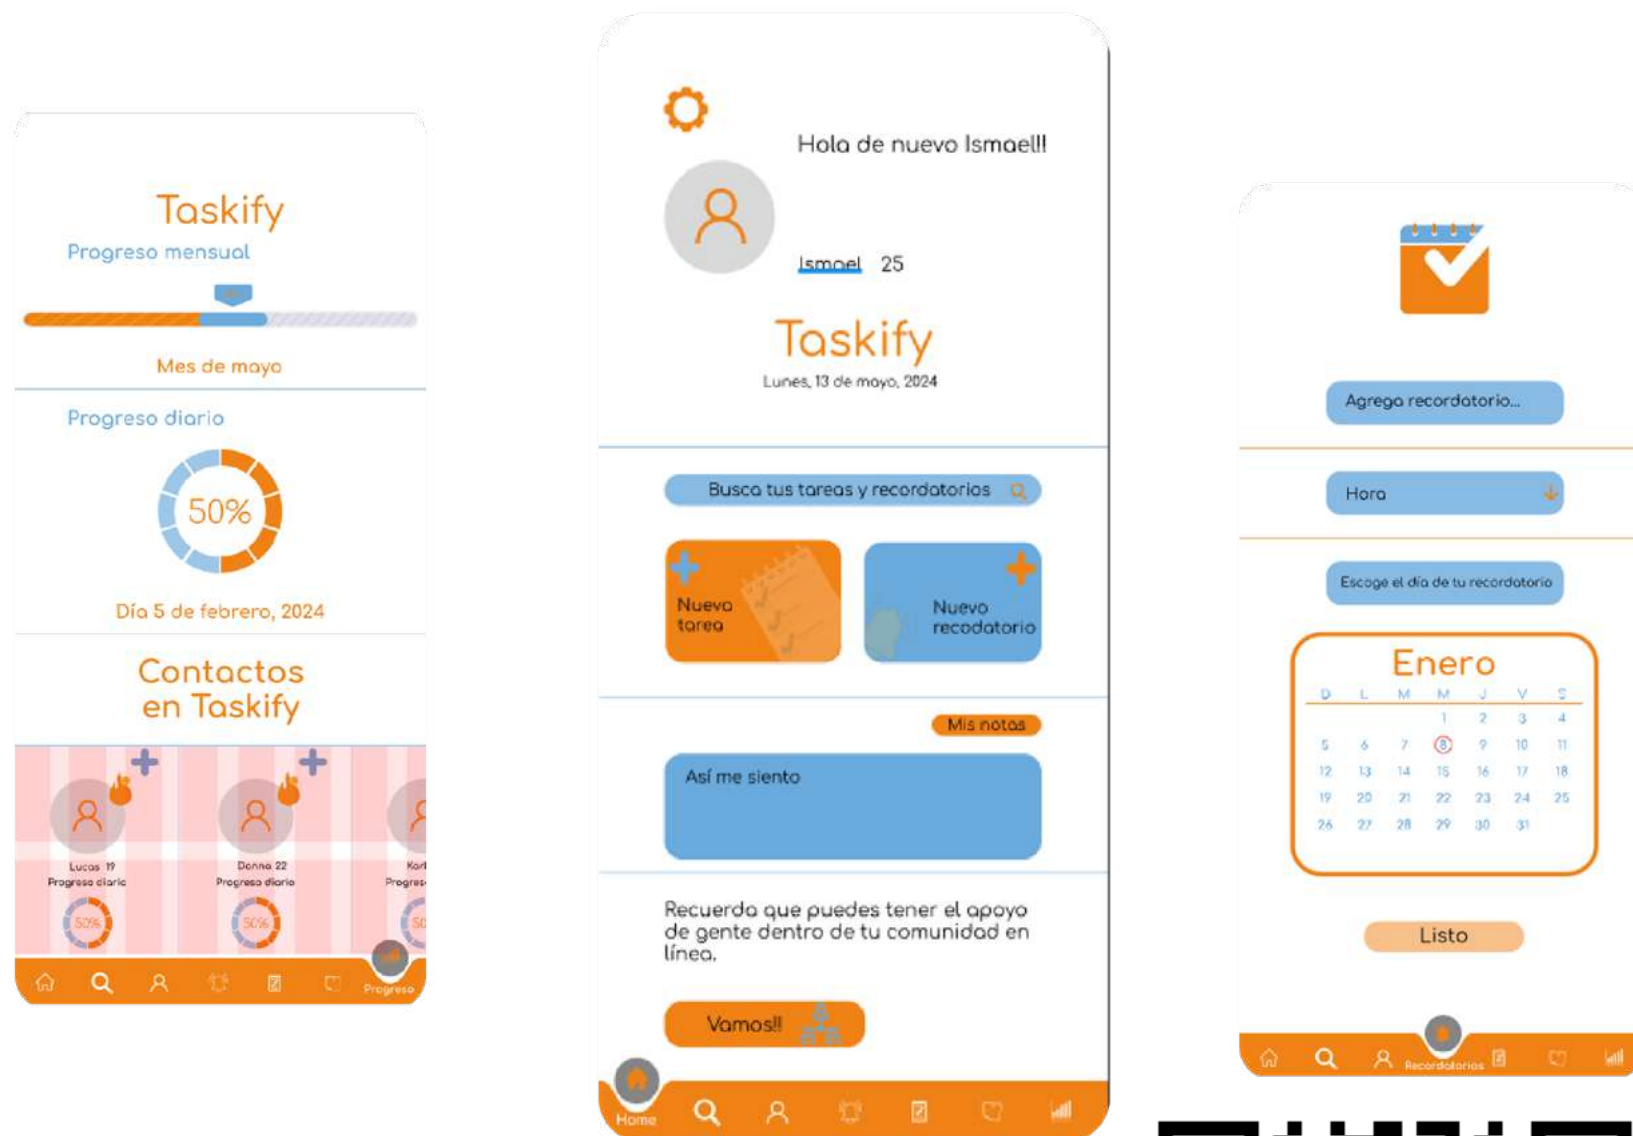 Taskify
Progreso mensual
Mes de mayo
Progreso diario
50%
Día 5 de febrero, 2024
Contactos
en Taskify
Lucas 19
Progreso diario
50%
Donna 22
Progreso diario
50%
Progreso
Hola de nuevo Ismael!!
Ismael 25
Taskify
Lunes, 13 de mayo, 2024
Busca tus tareas y recordatorios
Nueva
tarea
Nuevo
recodatorio
Mis notas
Así me siento
Recuerda que puedes tener el apoyo
de gente dentro de tu comunidad en
línea.
Vamos!!
Home
Agrega recordatorio...
Hora
Escoge el día de tu recordatorio
Enero
D L M M J V S
1 2 3 4
5 6 7 8 9 10 11
12 13 14 15 16 17 18
19 20 21 22 23 24 25
26 27 28 29 30 31
Listo
Recordatorios